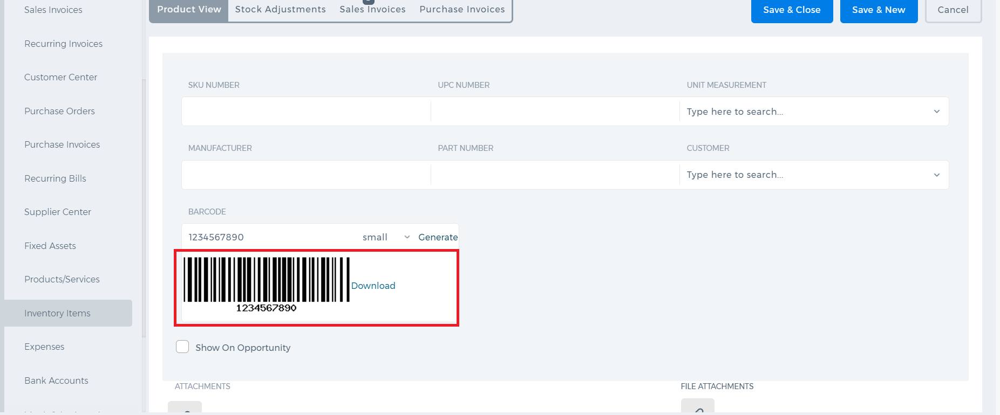 Sales Invoices
Recurring Invoices
Customer Center
Purchase Orders
Purchase Invoices
Recurring Bills
Supplier Center
Fixed Assets
Products/Services
Inventory Items
Expenses
Bank Accounts
Product View Stock Adjustments Sales Invoices Purchase Invoices
Save & Close Save & New Cancel
SKU NUMBER UPC NUMBER UNIT MEASUREMENT
Type here to search...
MANUFACTURER PART NUMBER CUSTOMER
Type here to search...
BARCODE
1234567890 small Generate
Download
1234567890
Show On Opportunity
ATTACHMENTS FILE ATTACHMENTS